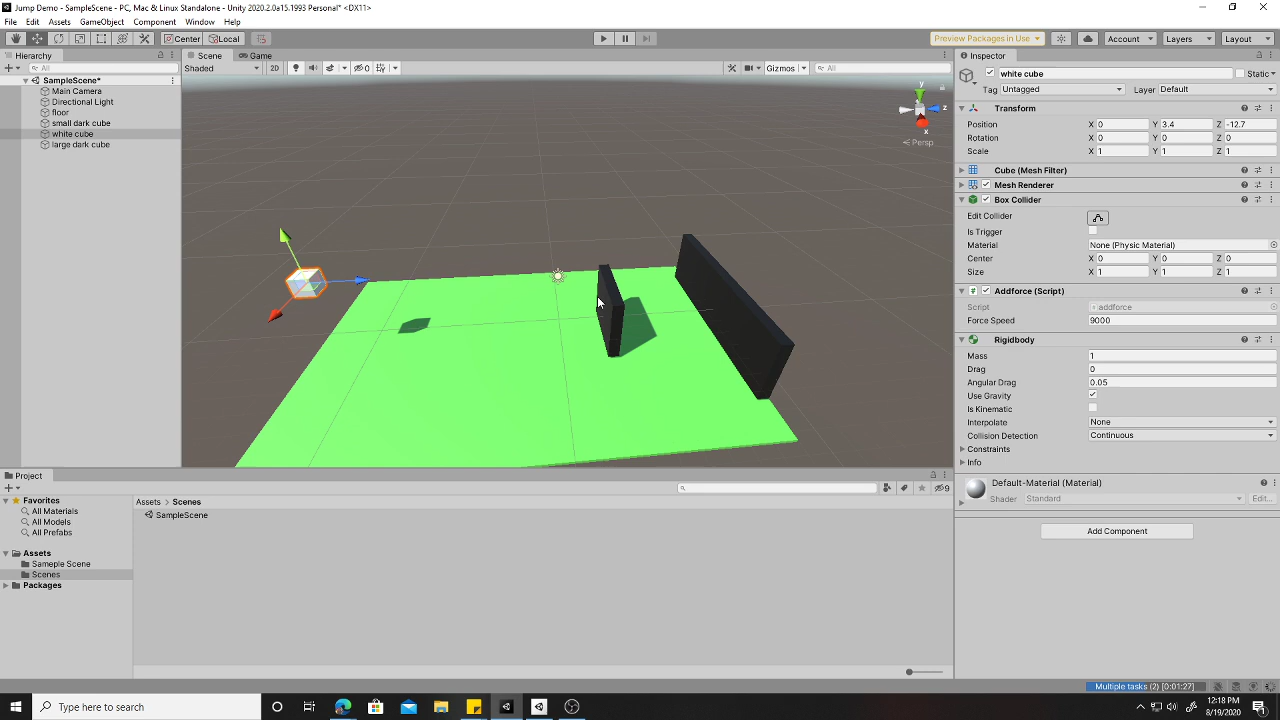 Jump Demo - SampleScene - PC, Mac & Linux Standalone - Unity 2020.2.0a15.1993 Personal* <DX11>
File Edit Assets GameObject Component Window Help
Center Local Preview Packages in Use Account Layers Layout
Hierarchy
All
SampleScene*
Main Camera
Directional Light
floor
small dark cube
white cube
large dark cube
Scene Game
Shaded 2D 0 Gizmos All
y
z
x
Persp
Inspector
white cube Static
Tag Untagged Layer Default
Transform
Position X 0 Y 3.4 Z -12.7
Rotation X 0 Y 0 Z 0
Scale X 1 Y 1 Z 1
Cube (Mesh Filter)
Mesh Renderer
Box Collider
Edit Collider
Is Trigger
Material None (Physic Material)
Center X 0 Y 0 Z 0
Size X 1 Y 1 Z 1
Addforce (Script)
Script addforce
Force Speed 9000
Rigidbody
Mass 1
Drag 0
Angular Drag 0.05
Use Gravity
Is Kinematic
Interpolate None
Collision Detection Continuous
Constraints
Info
Default-Material (Material)
Shader Standard Edit...
Add Component
Project
9
Favorites
All Materials
All Models
All Prefabs
Assets
Sameple Scene
Scenes
Packages
Assets > Scenes
SampleScene
Multiple tasks (2) [0:01:27]
Type here to search
12:18 PM
8/19/2020